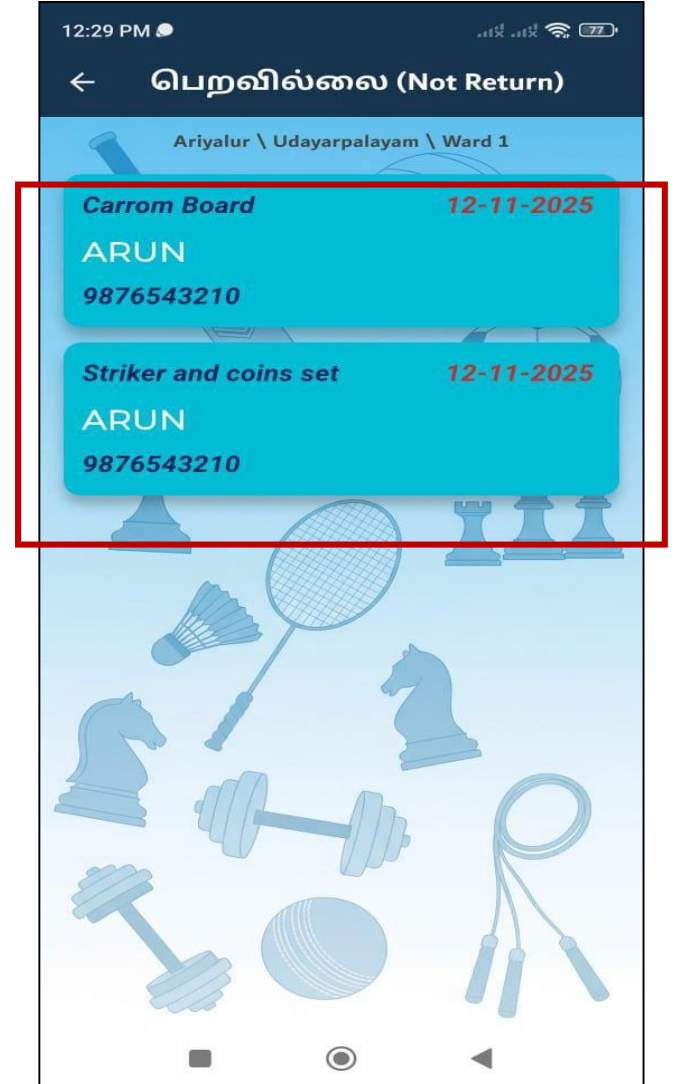 12:29 PM
77
பெறவில்லை (Not Return)
Ariyalur \ Udayarpalayam \ Ward 1
Carrom Board 12-11-2025
ARUN
9876543210
Striker and coins set 12-11-2025
ARUN
9876543210